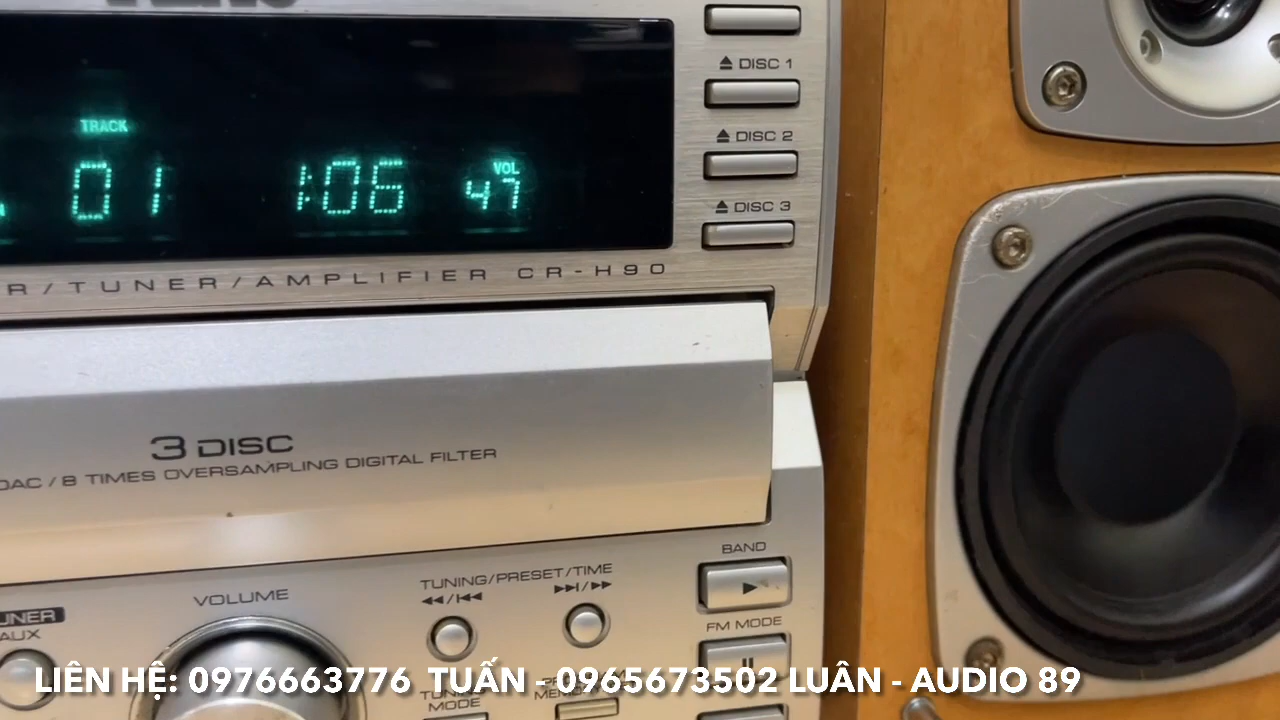 DISC 1
TRACK
DISC 2
01 1:06 VOL 47
DISC 3
R/TUNER/AMPLIFIER CR-H90
3 DISC
DAC / 8 TIMES OVERSAMPLING DIGITAL FILTER
BAND
TUNING/PRESET/TIME
VOLUME
FM MODE
AUX
LIÊN HỆ: 0976663776 TUẤN - 0965673502 LUÂN - AUDIO 89
MODE